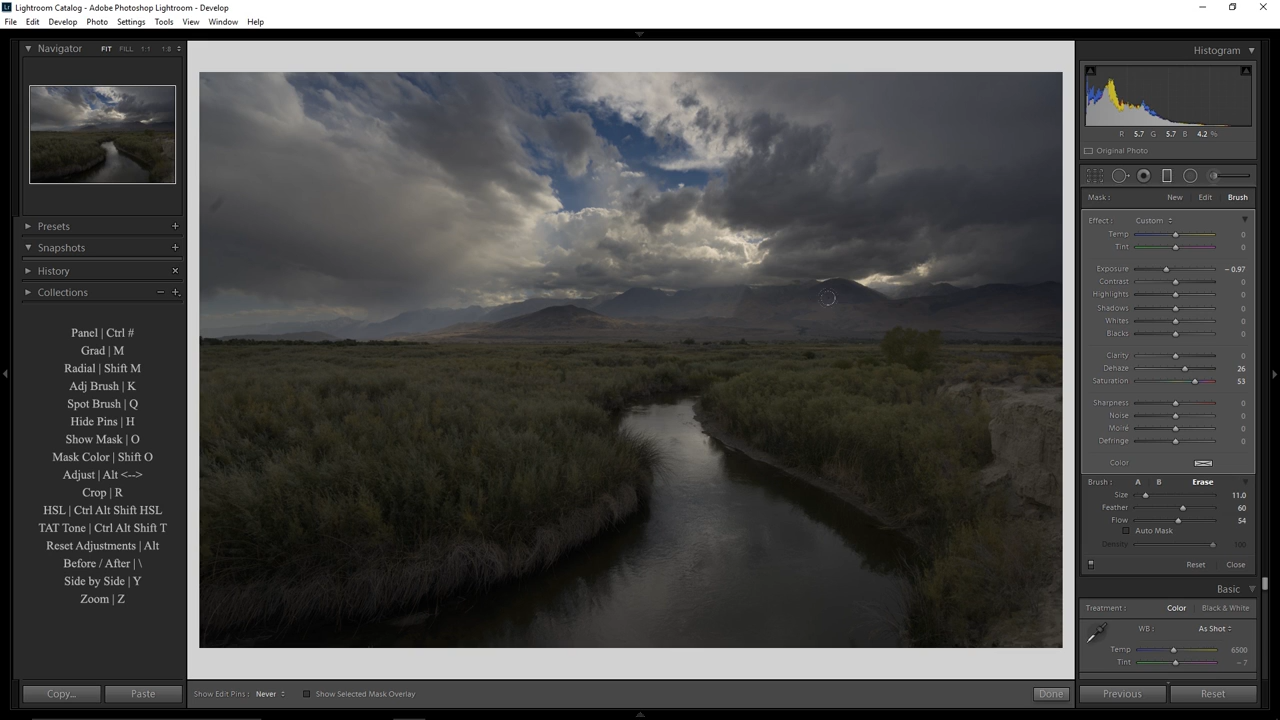 Lightroom Catalog - Adobe Photoshop Lightroom - Develop
File Edit Develop Photo Settings Tools View Window Help
Navigator FIT FILL 1:1 1:8
Presets
Snapshots
History
Collections
Panel | Ctrl #
Grad | M
Radial | Shift M
Adj Brush | K
Spot Brush | Q
Hide Pins | H
Show Mask | O
Mask Color | Shift O
Adjust | Alt <-->
Crop | R
HSL | Ctrl Alt Shift HSL
TAT Tone | Ctrl Alt Shift T
Reset Adjustments | Alt
Before / After | \
Side by Side | Y
Zoom | Z
Copy... Paste
Show Edit Pins : Never Show Selected Mask Overlay Done
Histogram
R 5.7 G 5.7 B 4.2 %
Original Photo
Mask : New Edit Brush
Effect : Custom
Temp 0
Tint 0
Exposure – 0.97
Contrast 0
Highlights 0
Shadows 0
Whites 0
Blacks 0
Clarity 0
Dehaze 26
Saturation 53
Sharpness 0
Noise 0
Moiré 0
Defringe 0
Color
Brush : A B Erase
Size 11.0
Feather 60
Flow 54
Auto Mask
Density 100
Reset Close
Basic
Treatment : Color Black & White
WB : As Shot
Temp 6500
Tint – 7
Previous Reset